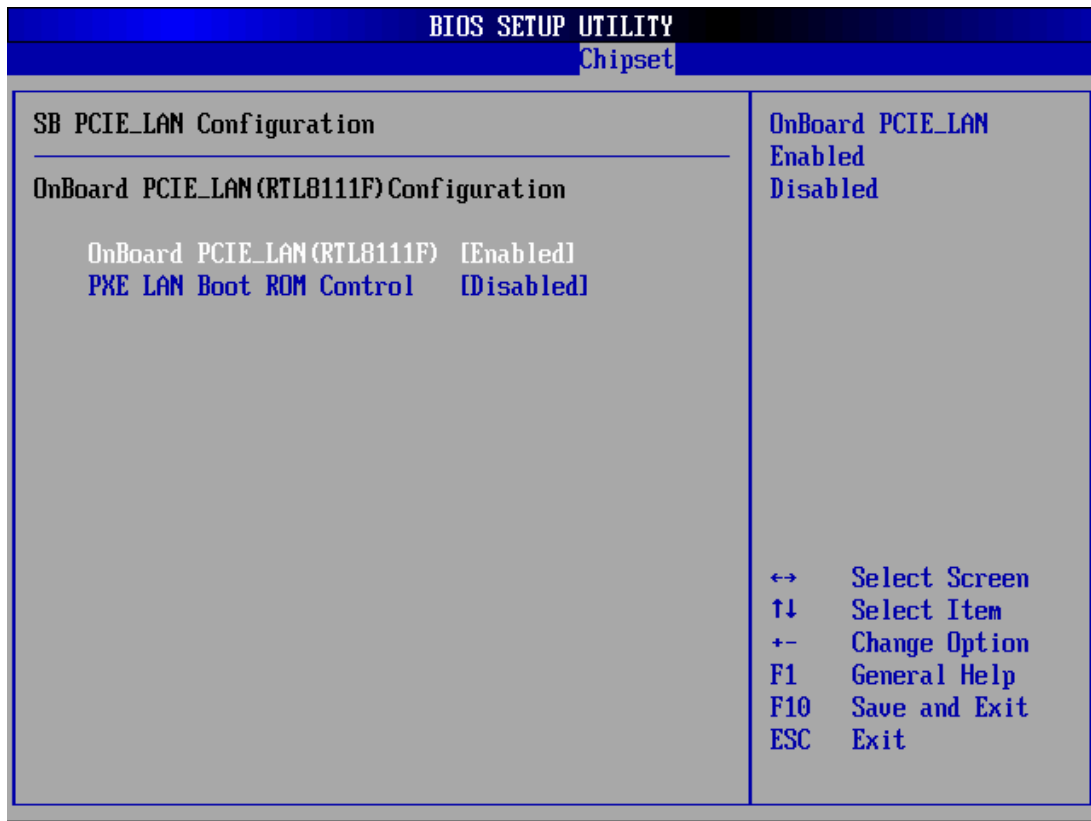 BIOS SETUP UTILITY
Chipset
SB PCIE_LAN Configuration
OnBoard PCIE_LAN(RTL8111F)Configuration
OnBoard PCIE_LAN(RTL8111F) [Enabled]
PXE LAN Boot ROM Control [Disabled]
OnBoard PCIE_LAN
Enabled
Disabled
←→ Select Screen
↑↓ Select Item
+- Change Option
F1 General Help
F10 Save and Exit
ESC Exit